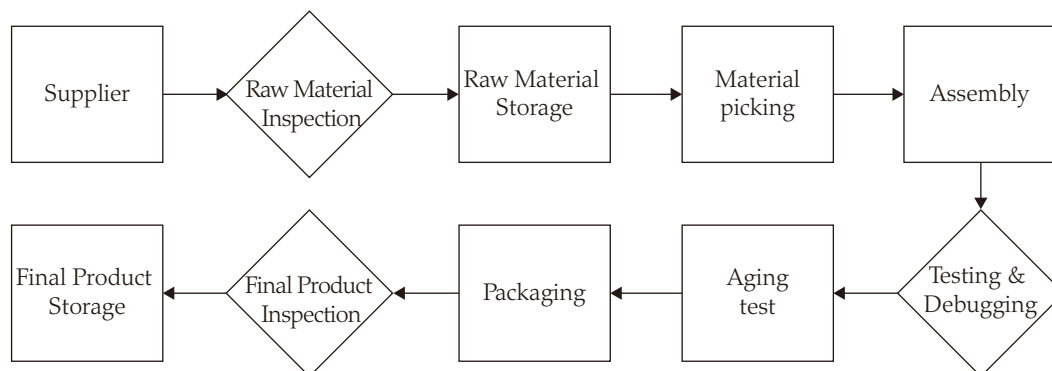 Supplier
Raw Material
Inspection
Raw Material
Storage
Material
picking
Assembly
Testing &
Debugging
Aging
test
Packaging
Final Product
Inspection
Final Product
Storage